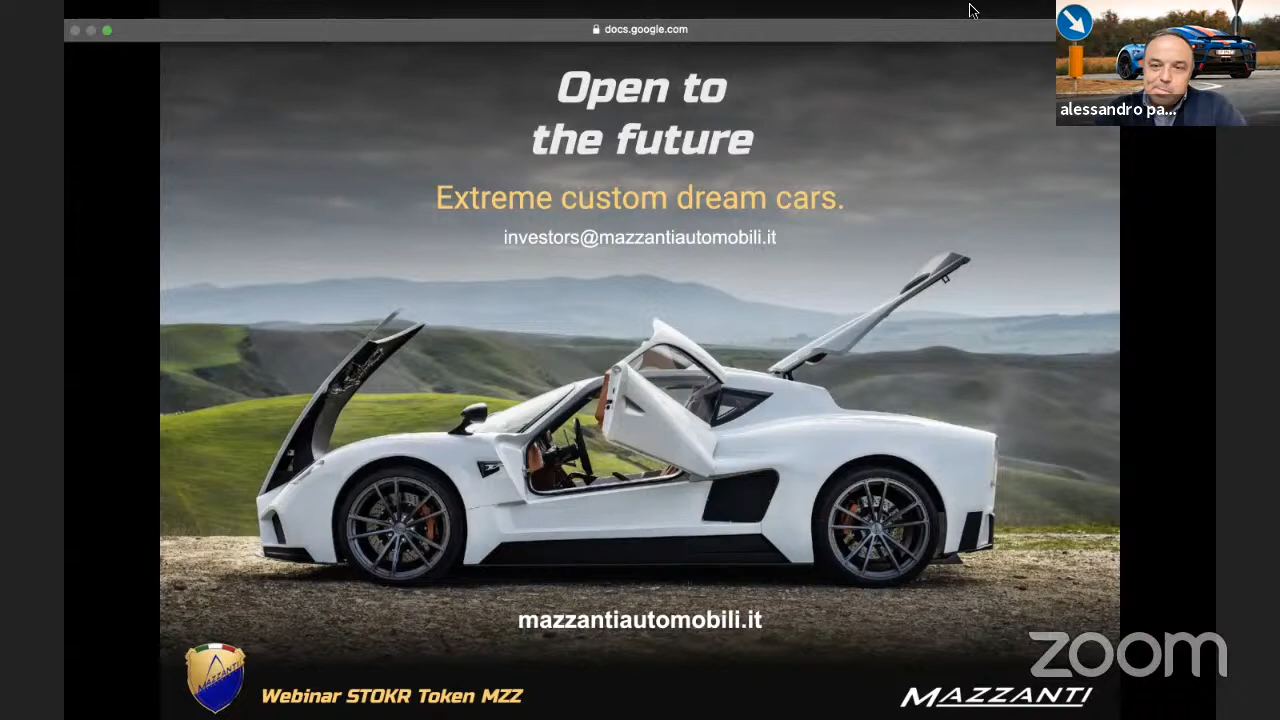 docs.google.com
Open to
the future
Extreme custom dream cars.
investors@mazzantiautomobili.it
alessandro pa...
mazzantiautomobili.it
zoom
MAZZANTI
Webinar STOKR Token MZZ
MAZZANTI